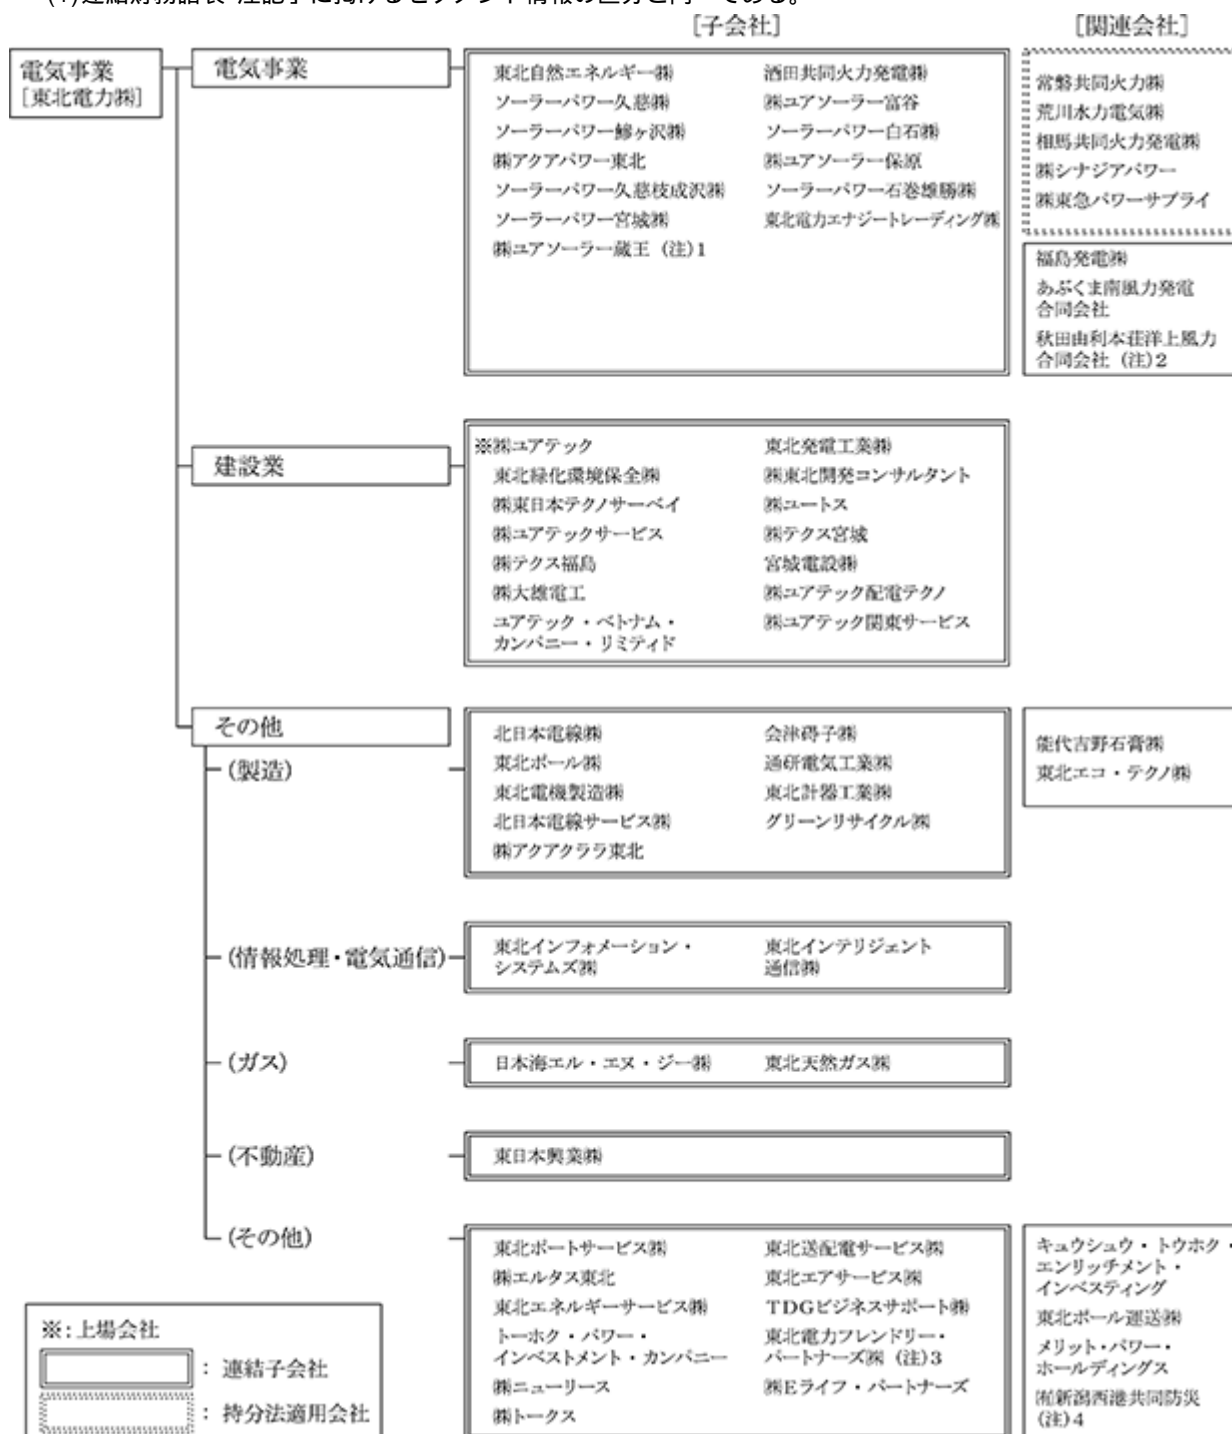 [子会社]
[関連会社]
電気事業
[東北電力㈱]
電気事業
東北自然エネルギー㈱
酒田共同火力発電㈱
ソーラーパワー久慈㈱
㈱ユアソーラー富谷
ソーラーパワー鰺ヶ沢㈱
ソーラーパワー白石㈱
㈱アクアパワー東北
㈱ユアソーラー保原
ソーラーパワー久慈枝成沢㈱
ソーラーパワー石巻雄勝㈱
ソーラーパワー宮城㈱
東北電力エナジートレーディング㈱
㈱ユアソーラー蔵王 (注)1
常磐共同火力㈱
荒川水力電気㈱
相馬共同火力発電㈱
㈱シナジアパワー
㈱東急パワーサプライ
福島発電㈱
あぶくま南風力発電
合同会社
秋田由利本荘洋上風力
合同会社 (注)2
建設業
※㈱ユアテック
東北発電工業㈱
東北緑化環境保全㈱
㈱東北開発コンサルタント
㈱東日本テクノサーベイ
㈱ユートス
㈱ユアテックサービス
㈱テクス宮城
㈱テクス福島
宮城電設㈱
㈱大雄電工
㈱ユアテック配電テクノ
ユアテック・ベトナム・
カンパニー・リミティド
㈱ユアテック関東サービス
その他
(製造)
北日本電線㈱
会津碍子㈱
東北ポール㈱
通研電気工業㈱
東北電機製造㈱
東北計器工業㈱
北日本電線サービス㈱
グリーンリサイクル㈱
㈱アクアクララ東北
能代吉野石膏㈱
東北エコ・テクノ㈱
(情報処理・電気通信)
東北インフォメーション・
システムズ㈱
東北インテリジェント
通信㈱
(ガス)
日本海エル・エヌ・ジー㈱
東北天然ガス㈱
(不動産)
東日本興業㈱
(その他)
東北ポートサービス㈱
東北送配電サービス㈱
㈱エルタス東北
東北エアサービス㈱
東北エネルギーサービス㈱
TDGビジネスサポート㈱
トーホク・パワー・
インベストメント・カンパニー
東北電力フレンドリー・
パートナーズ㈱ (注)3
㈱ニューリース
㈱Eライフ・パートナーズ
㈱トークス
キュウシュウ・トウホク・
エンリッチメント・
インベスティング
東北ポール運送㈱
メリット・パワー・
ホールディングス
㈲新潟西港共同防災
(注)4
※：上場会社
：連結子会社
：持分法適用会社